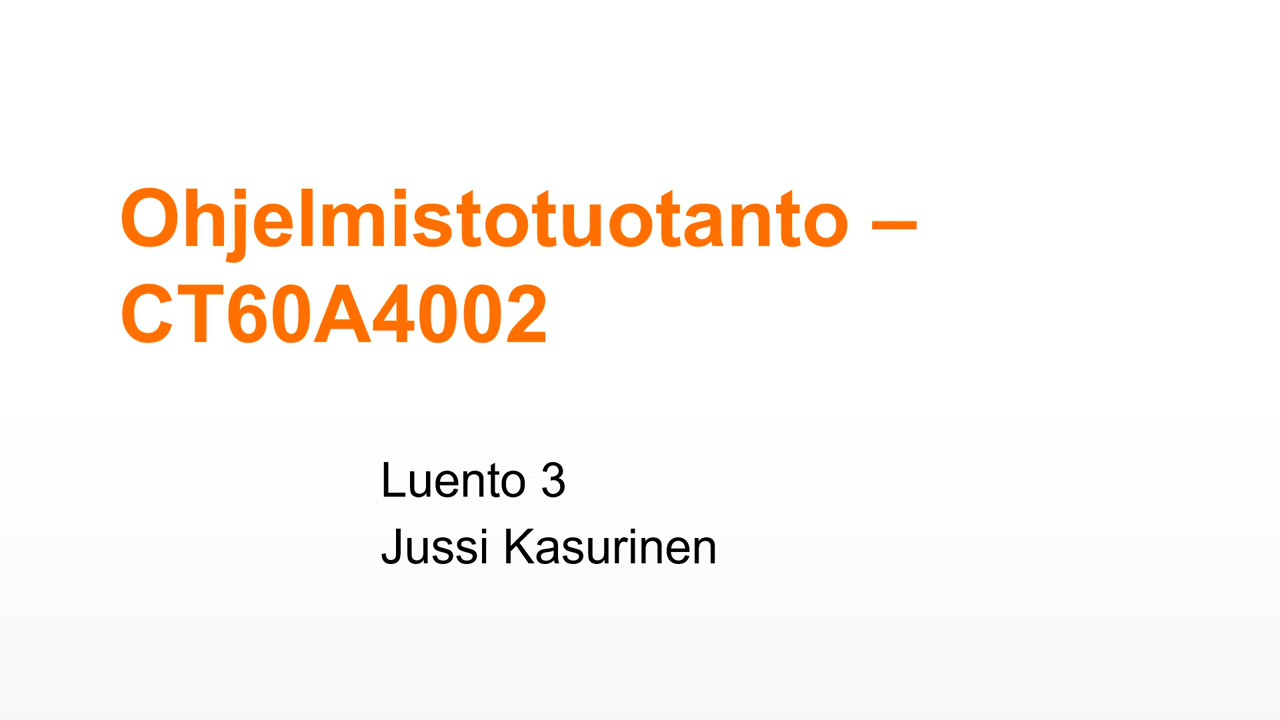 Ohjelmistotuotanto –
CT60A4002
Luento 3
Jussi Kasurinen